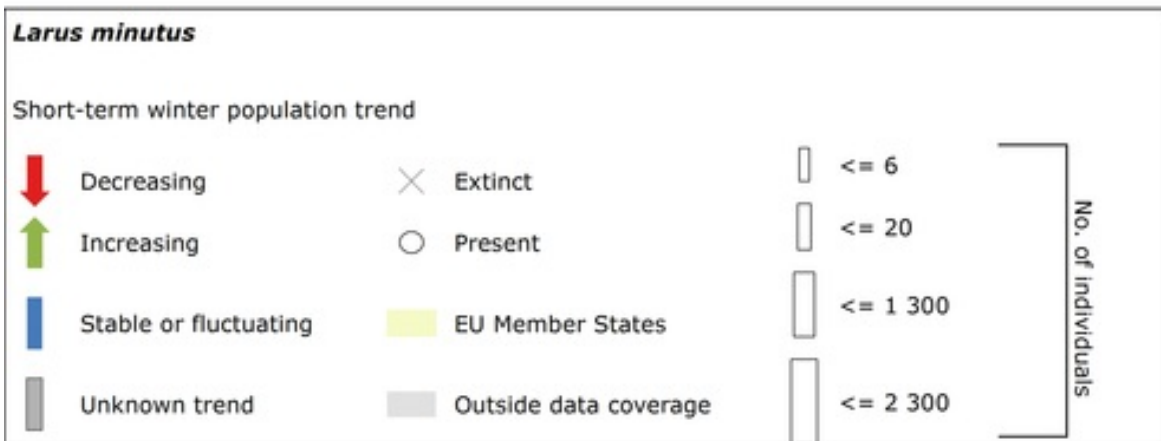 Larus minutus
Short-term winter population trend
Decreasing
Increasing
Stable or fluctuating
Unknown trend
Extinct
Present
EU Member States
Outside data coverage
<= 6
<= 20
<= 1 300
<= 2 300
No. of individuals